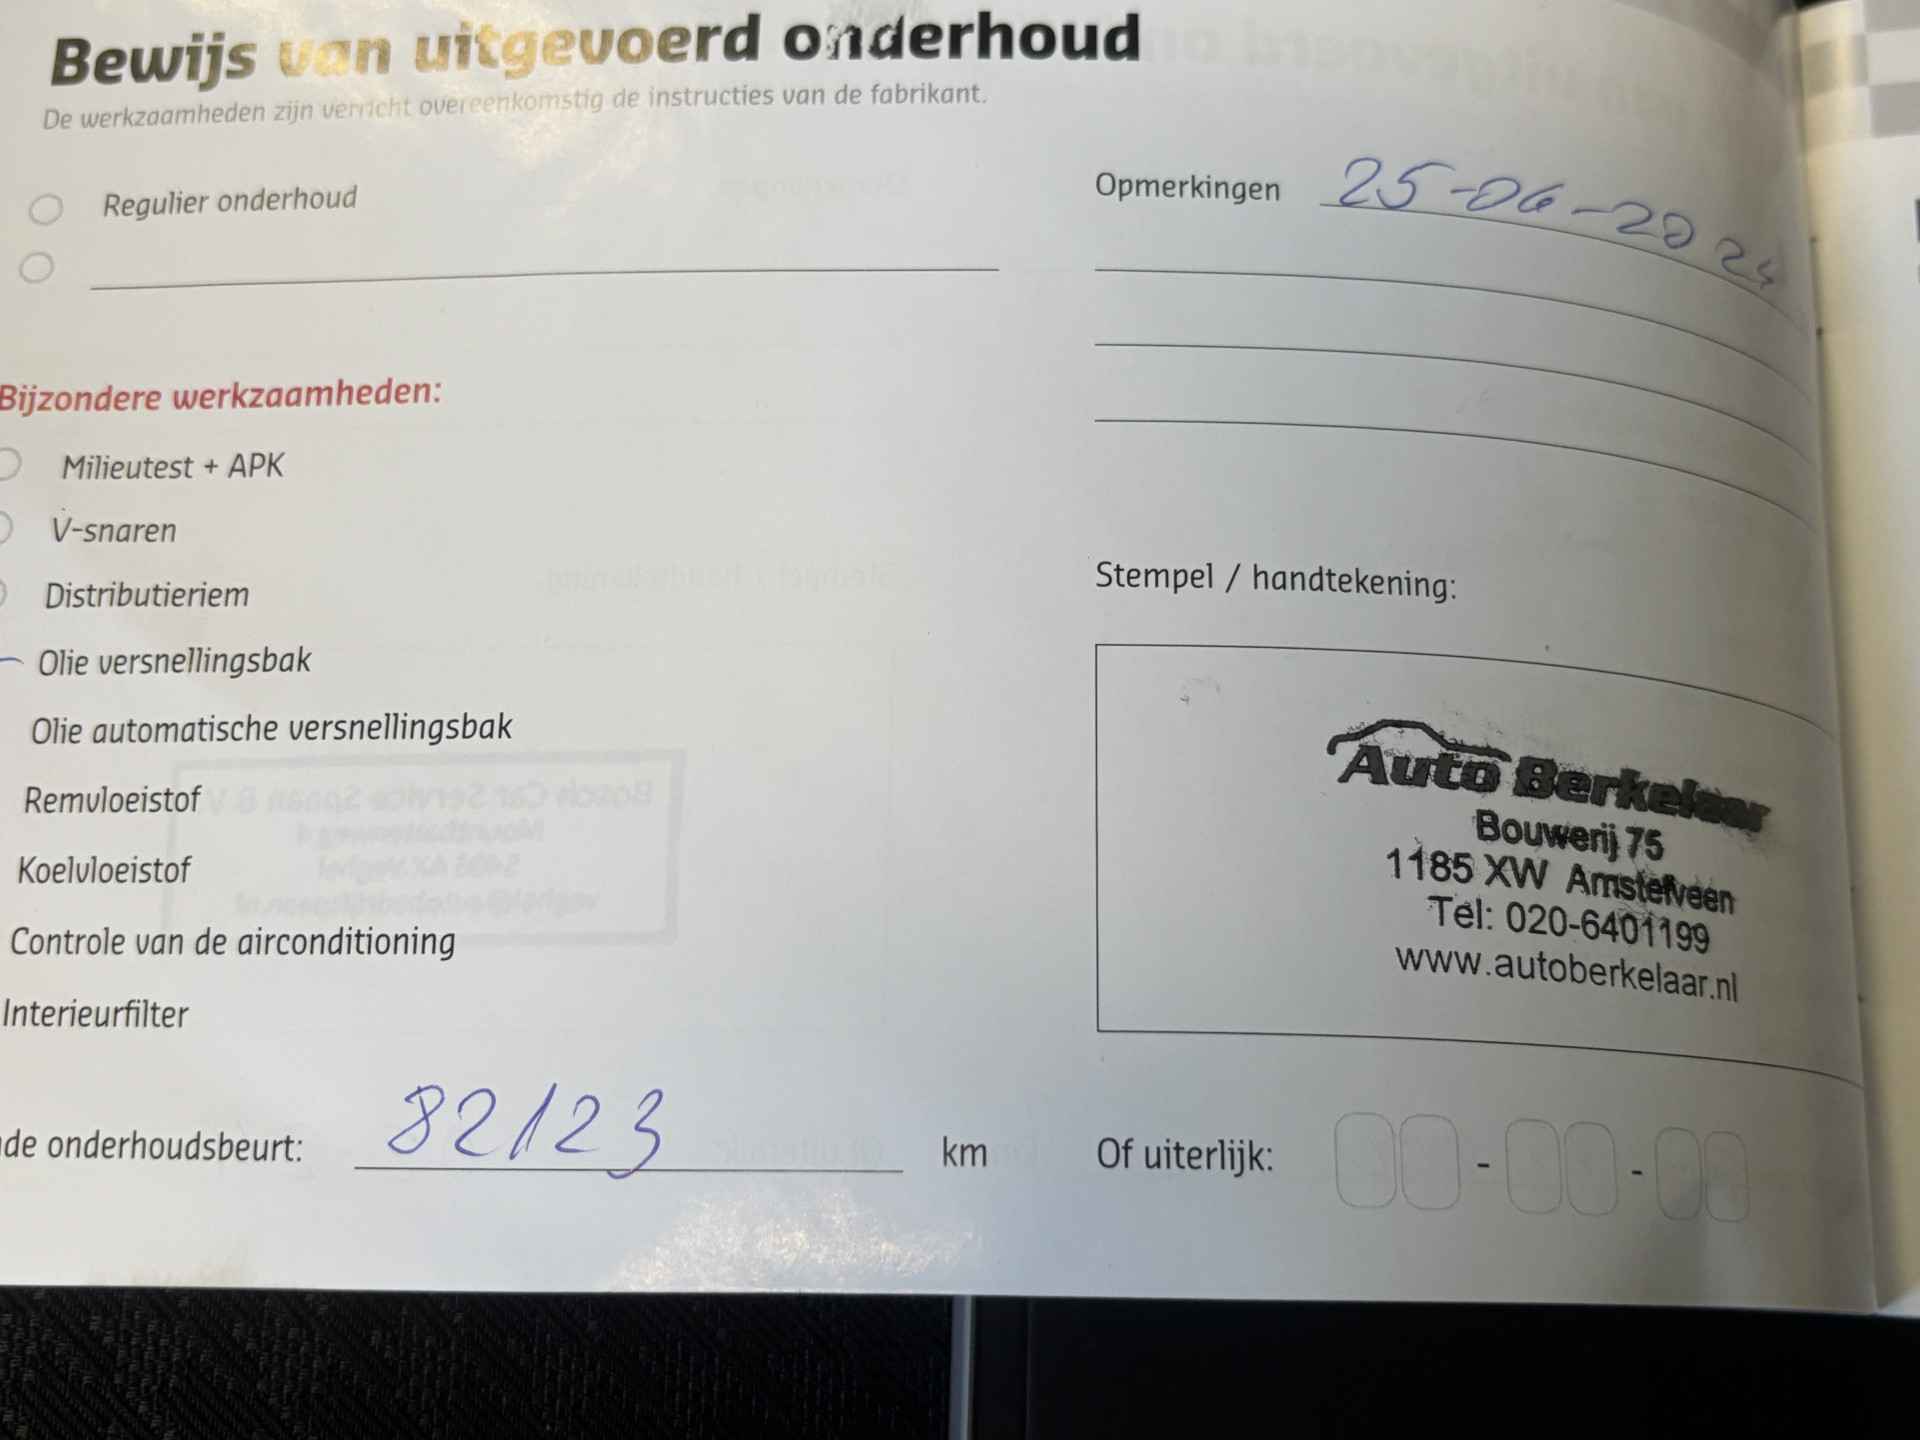 Bewijs van uitgevoerd onderhoud
De werkzaamheden zijn verricht overeenkomstig de instructies van de fabrikant.
Regulier onderhoud
Bijzondere werkzaamheden:
Milieutest + APK
V-snaren
Distributieriem
Olie versnellingsbak
Olie automatische versnellingsbak
Remvloeistof
Koelvloeistof
Controle van de airconditioning
Interieurfilter
de onderhoudsbeurt: 82123 km
Opmerkingen 25-06-2024
Stempel / handtekening:
Auto Berkelaar
Bouwerij 75
1185 XW Amstelveen
Tel: 020-6401199
www.autoberkelaar.nl
Of uiterlijk: - -